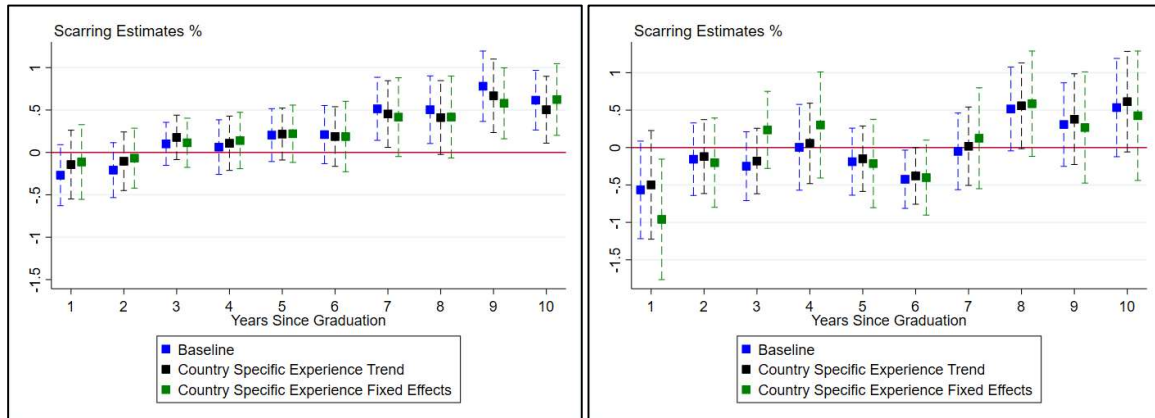 Scarring Estimates %
1
.5
0
-.5
-1
-1.5
1 2 3 4 5 6 7 8 9 10
Years Since Graduation
Baseline
Country Specific Experience Trend
Country Specific Experience Fixed Effects
Scarring Estimates %
1
.5
0
-.5
-1
-1.5
1 2 3 4 5 6 7 8 9 10
Years Since Graduation
Baseline
Country Specific Experience Trend
Country Specific Experience Fixed Effects